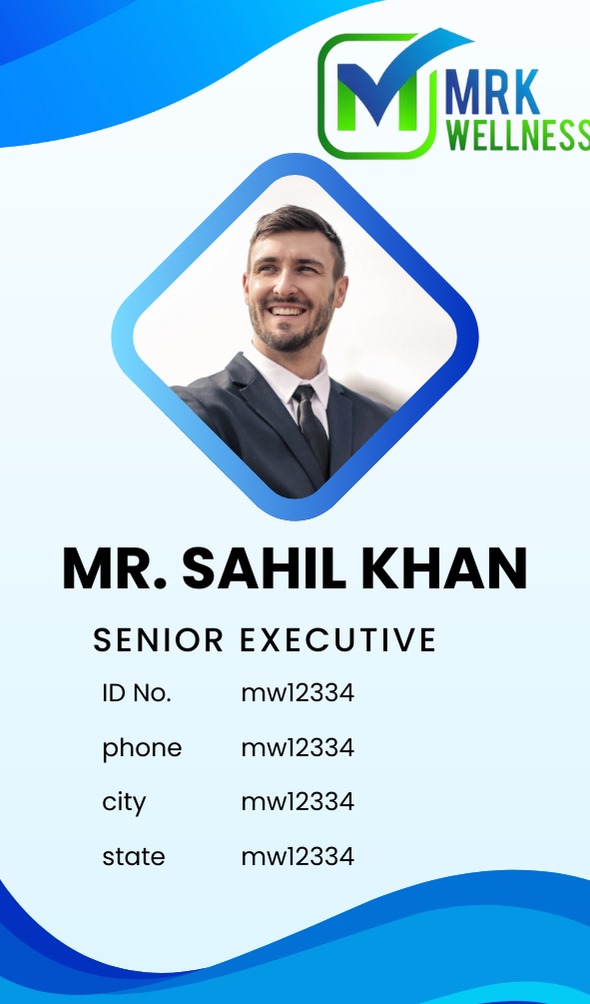 MRK
WELLNESS
MR. SAHIL KHAN
SENIOR EXECUTIVE
ID No. mw12334
phone mw12334
city mw12334
state mw12334